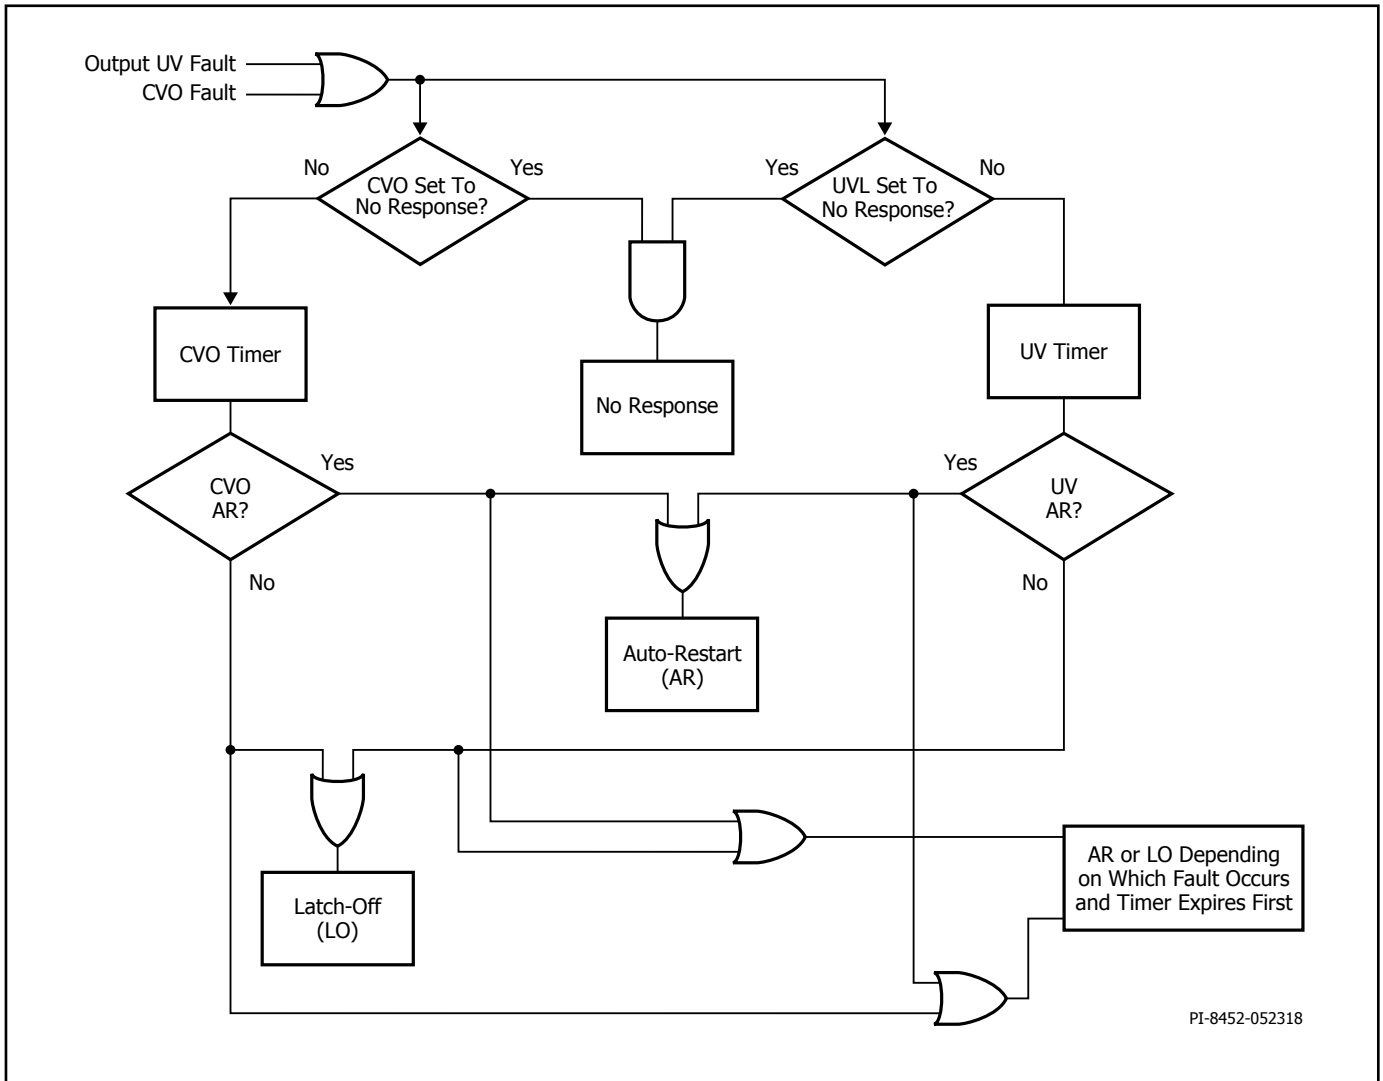 Output UV Fault
CVO Fault
No
Yes
Yes
No
CVO Set To
No Response?
UVL Set To
No Response?
CVO Timer
UV Timer
No Response
Yes
Yes
CVO
AR?
UV
AR?
No
No
Auto-Restart
(AR)
AR or LO Depending
on Which Fault Occurs
and Timer Expires First
Latch-Off
(LO)
PI-8452-052318